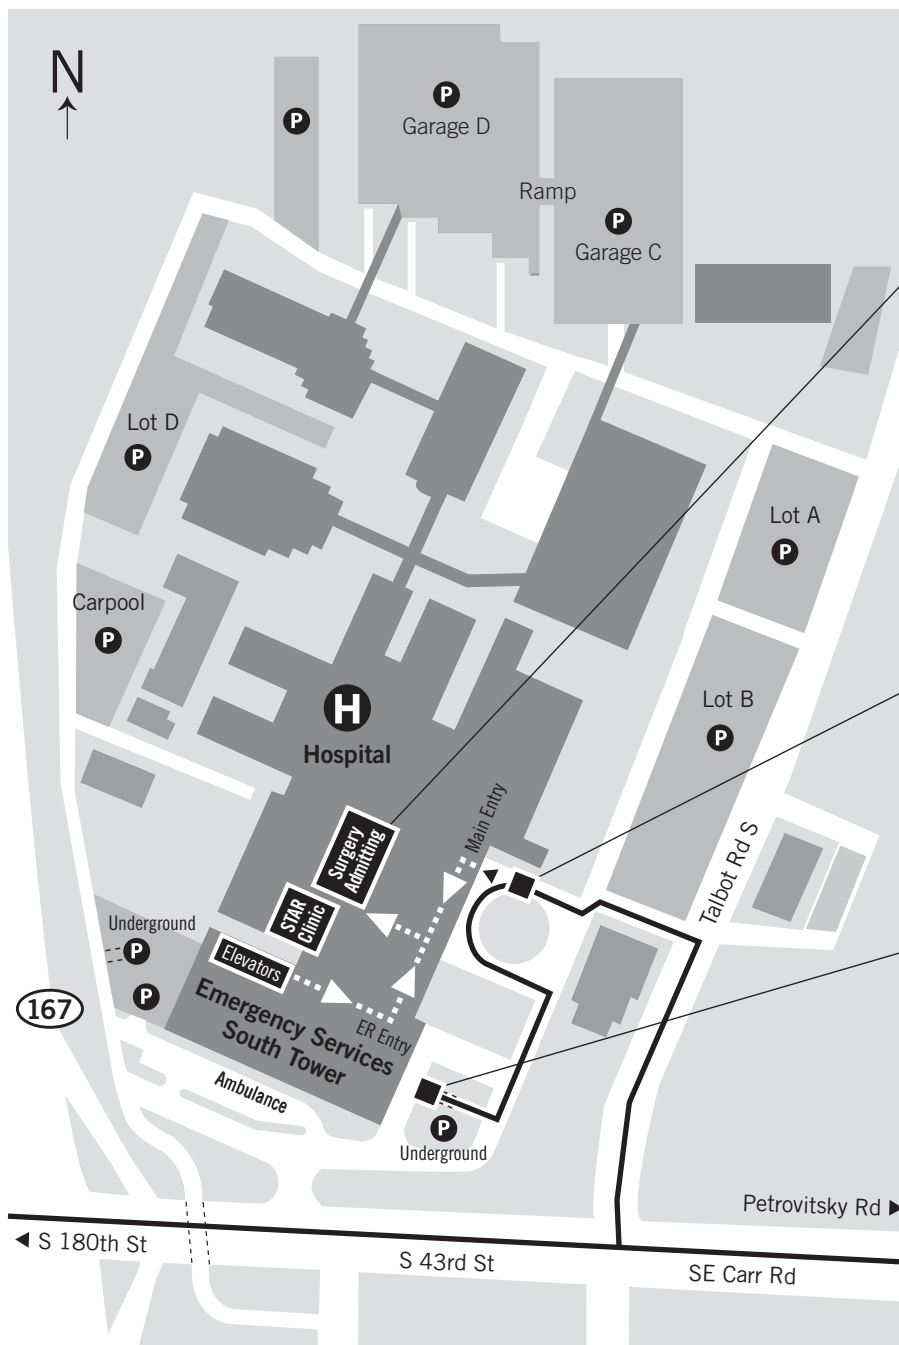 N
P
Garage D
P
Ramp
P
Garage C
Lot D
P
Lot A
P
Carpool
P
Lot B
P
H
Hospital
Main Entry
Surgery
Admitting
Talbot Rd S
STAR
Clinic
Underground
P
Elevators
P
167
Emergency Services
South Tower
ER Entry
Ambulance
P
Underground
Petrovitsky Rd
S 180th St
S 43rd St
SE Carr Rd